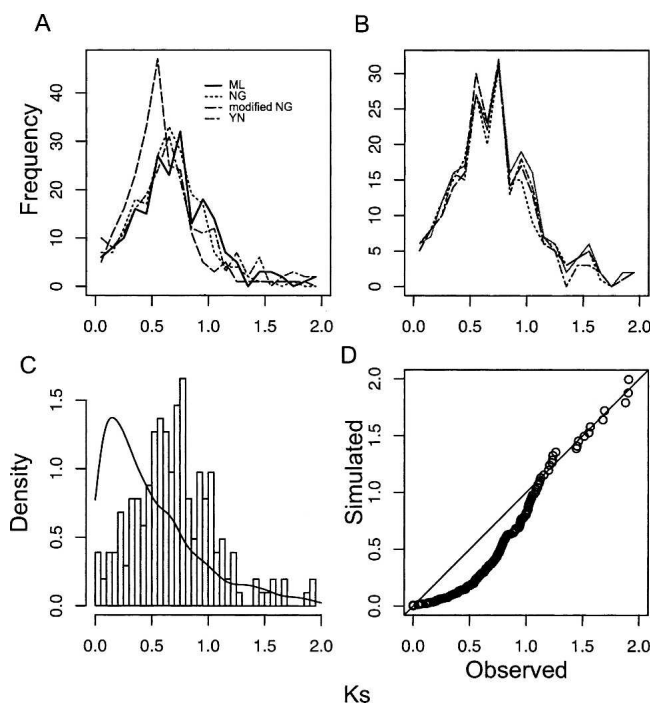 A
B
Frequency
40
30
20
10
0
ML
NG
modified NG
YN
0.0 0.5 1.0 1.5 2.0
30
25
20
15
10
5
0
0.0 0.5 1.0 1.5 2.0
C
D
Density
1.5
1.0
0.5
0.0
0.0 0.5 1.0 1.5 2.0
Simulated
2.0
1.5
1.0
0.5
0.0
0.0 0.5 1.0 1.5 2.0
Observed
Ks